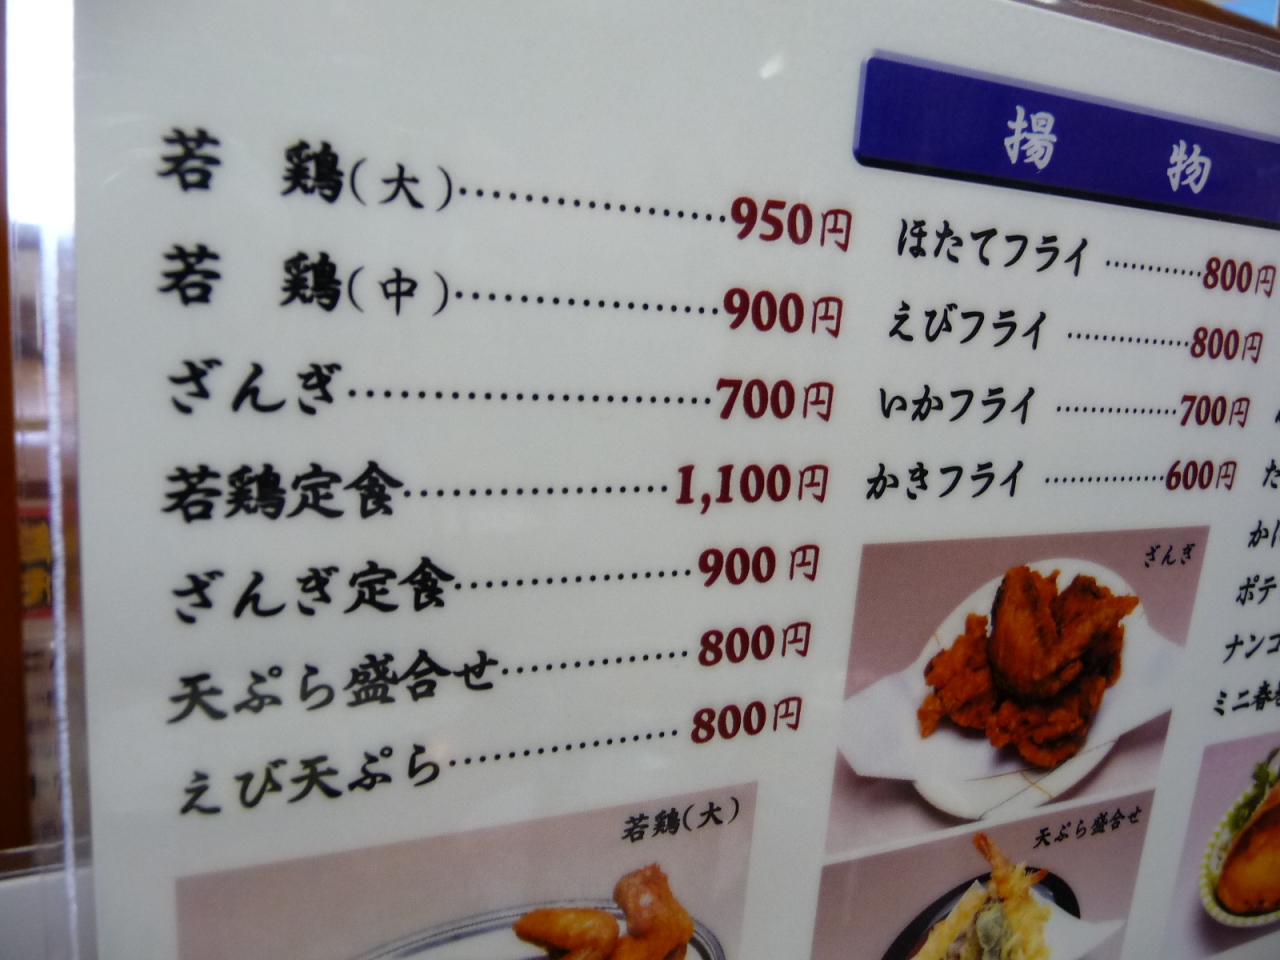 揚 物
若 鶏(大)………………950円
若 鶏(中)………………900円
ざんぎ………………700円
若鶏定食………………1,100円
ざんぎ定食………………900円
天ぷら盛合せ………………800円
えび天ぷら………………800円
ほたてフライ…………800円
えびフライ…………800円
いかフライ…………700円
かきフライ…………600円
た
かに
ポテ
ナンコ
ミニ春
ざんぎ
若鶏(大)
天ぷら盛合せ